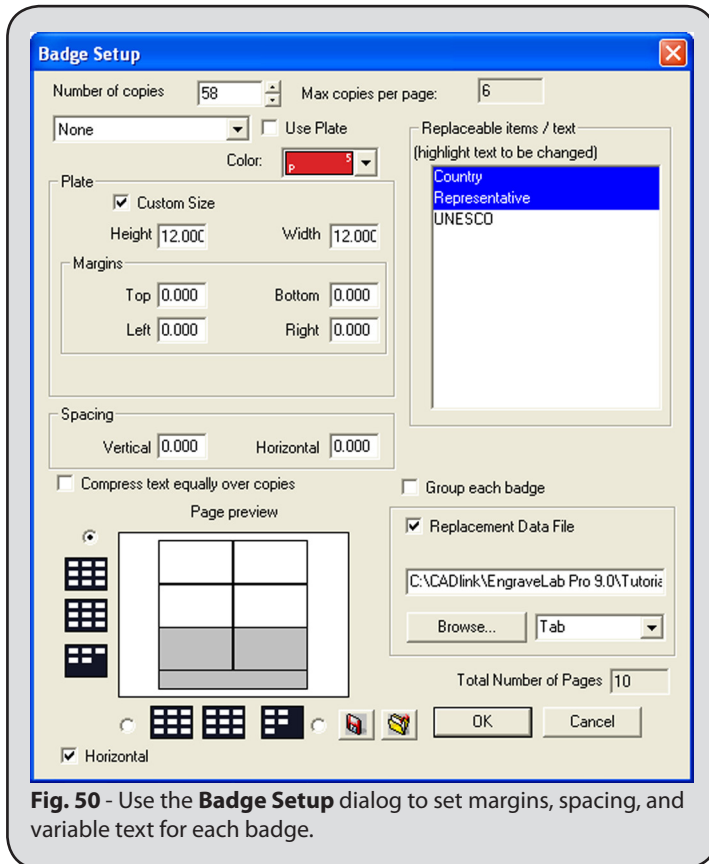 Badge Setup
Number of copies 58 Max copies per page: 6
None Use Plate
Color: P S
Replaceable items / text
(highlight text to be changed)
Country
Representative
UNESCO
Plate
Custom Size
Height 12.000 Width 12.000
Margins
Top 0.000 Bottom 0.000
Left 0.000 Right 0.000
Spacing
Vertical 0.000 Horizontal 0.000
Compress text equally over copies
Group each badge
Page preview
Replacement Data File
C:\CADlink\EngraveLab Pro 9.0\Tutoria
Browse... Tab
Total Number of Pages 10
OK Cancel
Horizontal
Fig. 50 - Use the Badge Setup dialog to set margins, spacing, and
variable text for each badge.